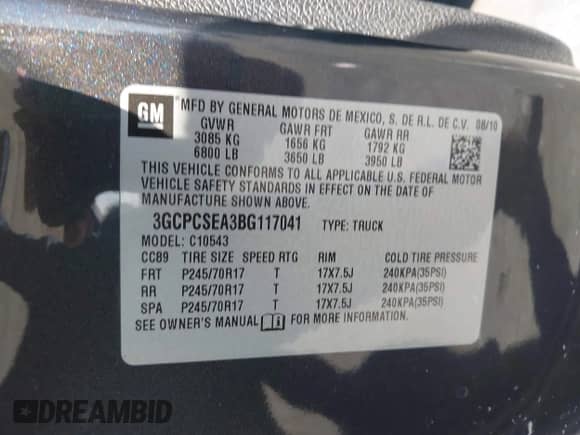 GM
®
MFD BY GENERAL MOTORS DE MEXICO, S. DE R.L. DE C.V. 08/10
GVWR GAWR FRT GAWR RR
3085 KG 1656 KG 1792 KG
6800 LB 3650 LB 3950 LB
THIS VEHICLE CONFORMS TO ALL APPLICABLE U.S. FEDERAL MOTOR
VEHICLE SAFETY STANDARDS IN EFFECT ON THE DATE OF
MANUFACTURE SHOWN ABOVE.
3GCPCSEA3BG117041 TYPE: TRUCK
MODEL: C10543
CC89 TIRE SIZE SPEED RTG RIM COLD TIRE PRESSURE
FRT P245/70R17 T 17X7.5J 240KPA(35PSI)
RR P245/70R17 T 17X7.5J 240KPA(35PSI)
SPA P245/70R17 T 17X7.5J 240KPA(35PSI)
SEE OWNER'S MANUAL FOR MORE INFORMATION.
DREAMBID